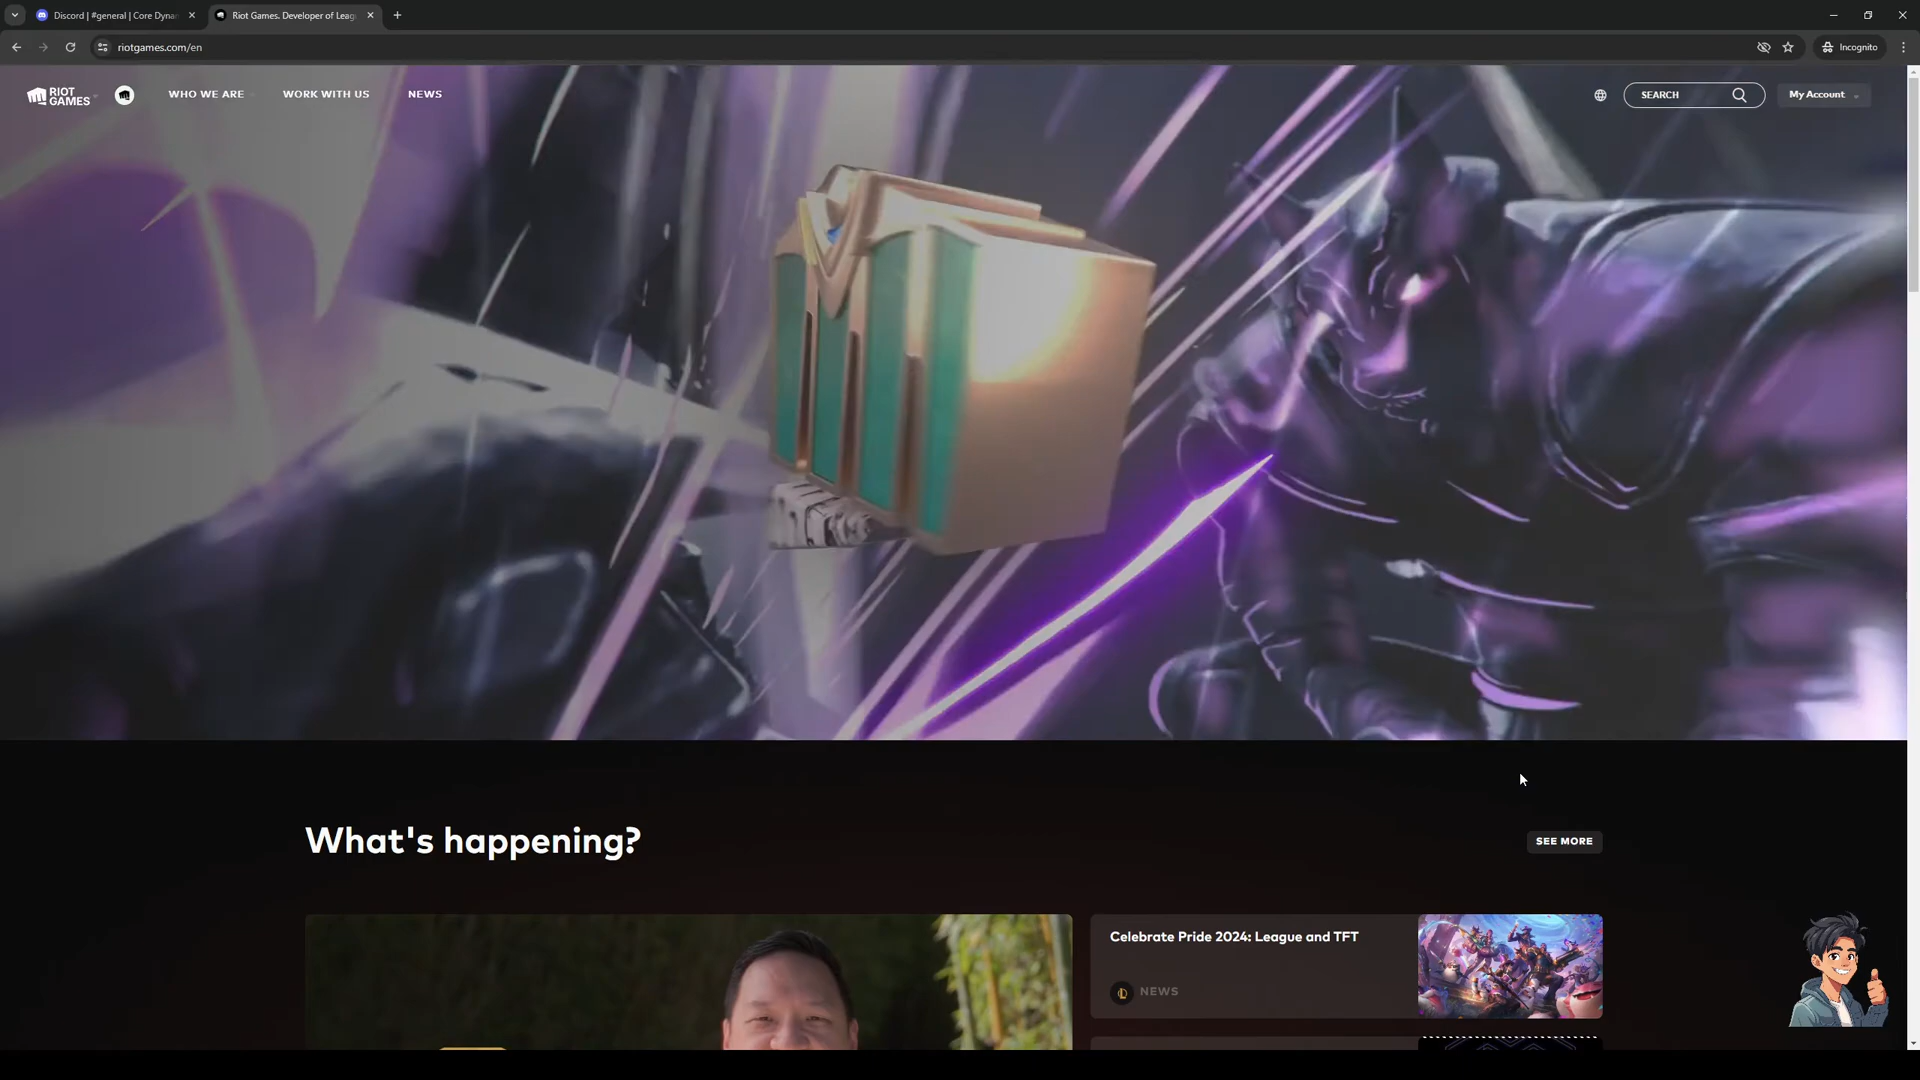 Discord | #general | Core Dyna
Riot Games. Developer of Leag
riotgames.com/en
Incognito
RIOT GAMES
WHO WE ARE
WORK WITH US
NEWS
SEARCH
My Account
What's happening?
SEE MORE
Celebrate Pride 2024: League and TFT
NEWS